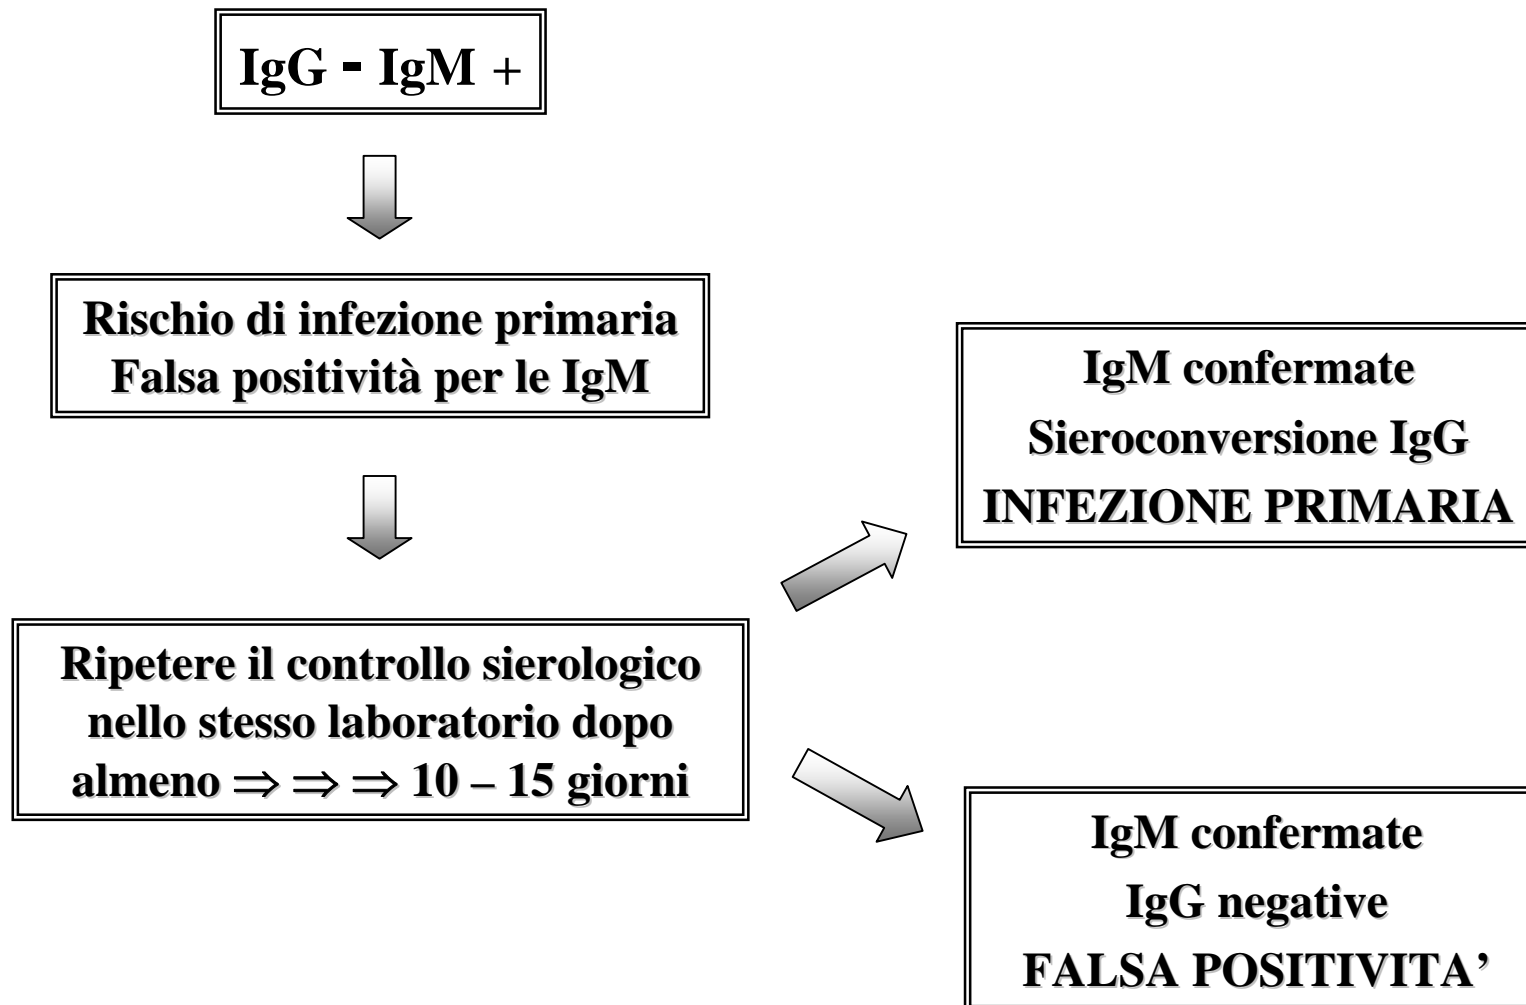 IgG - IgM +
Rischio di infezione primaria
Falsa positività per le IgM
Ripetere il controllo sierologico
nello stesso laboratorio dopo
almeno ⇒ ⇒ ⇒ 10 – 15 giorni
IgM confermate
Sieroconversione IgG
INFEZIONE PRIMARIA
IgM confermate
IgG negative
FALSA POSITIVITA’